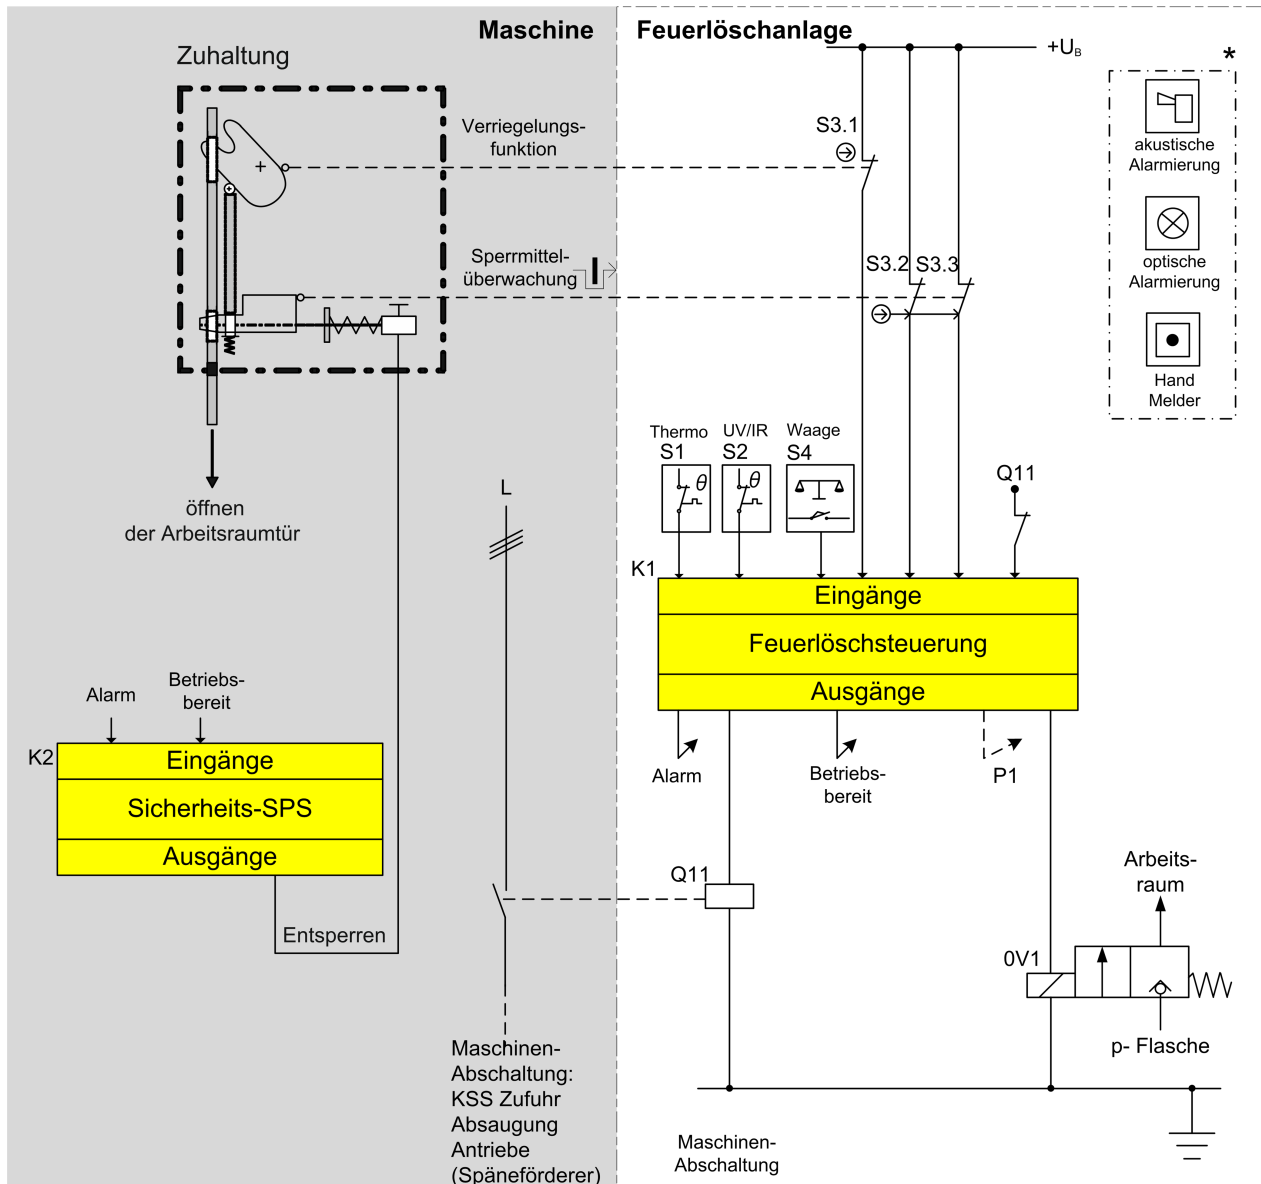 Maschine
Feuerlöschanlage
Zuhaltung
+UB
*
Verriegelungs-
funktion
S3.1
akustische
Alarmierung
Sperrmittel-
überwachung
S3.2
S3.3
optische
Alarmierung
Hand
Melder
öffnen
der Arbeitsraumtür
L
Thermo
S1
θ
UV/IR
S2
θ
Waage
S4
Q11
K1
Eingänge
Feuerlöschsteuerung
Ausgänge
Alarm
Betriebs-
bereit
K2
Eingänge
Sicherheits-SPS
Ausgänge
Entsperren
Alarm
Betriebs-
bereit
P1
Q11
Arbeits-
raum
0V1
p- Flasche
Maschinen-
Abschaltung:
KSS Zufuhr
Absaugung
Antriebe
(Späneförderer)
Maschinen-
Abschaltung